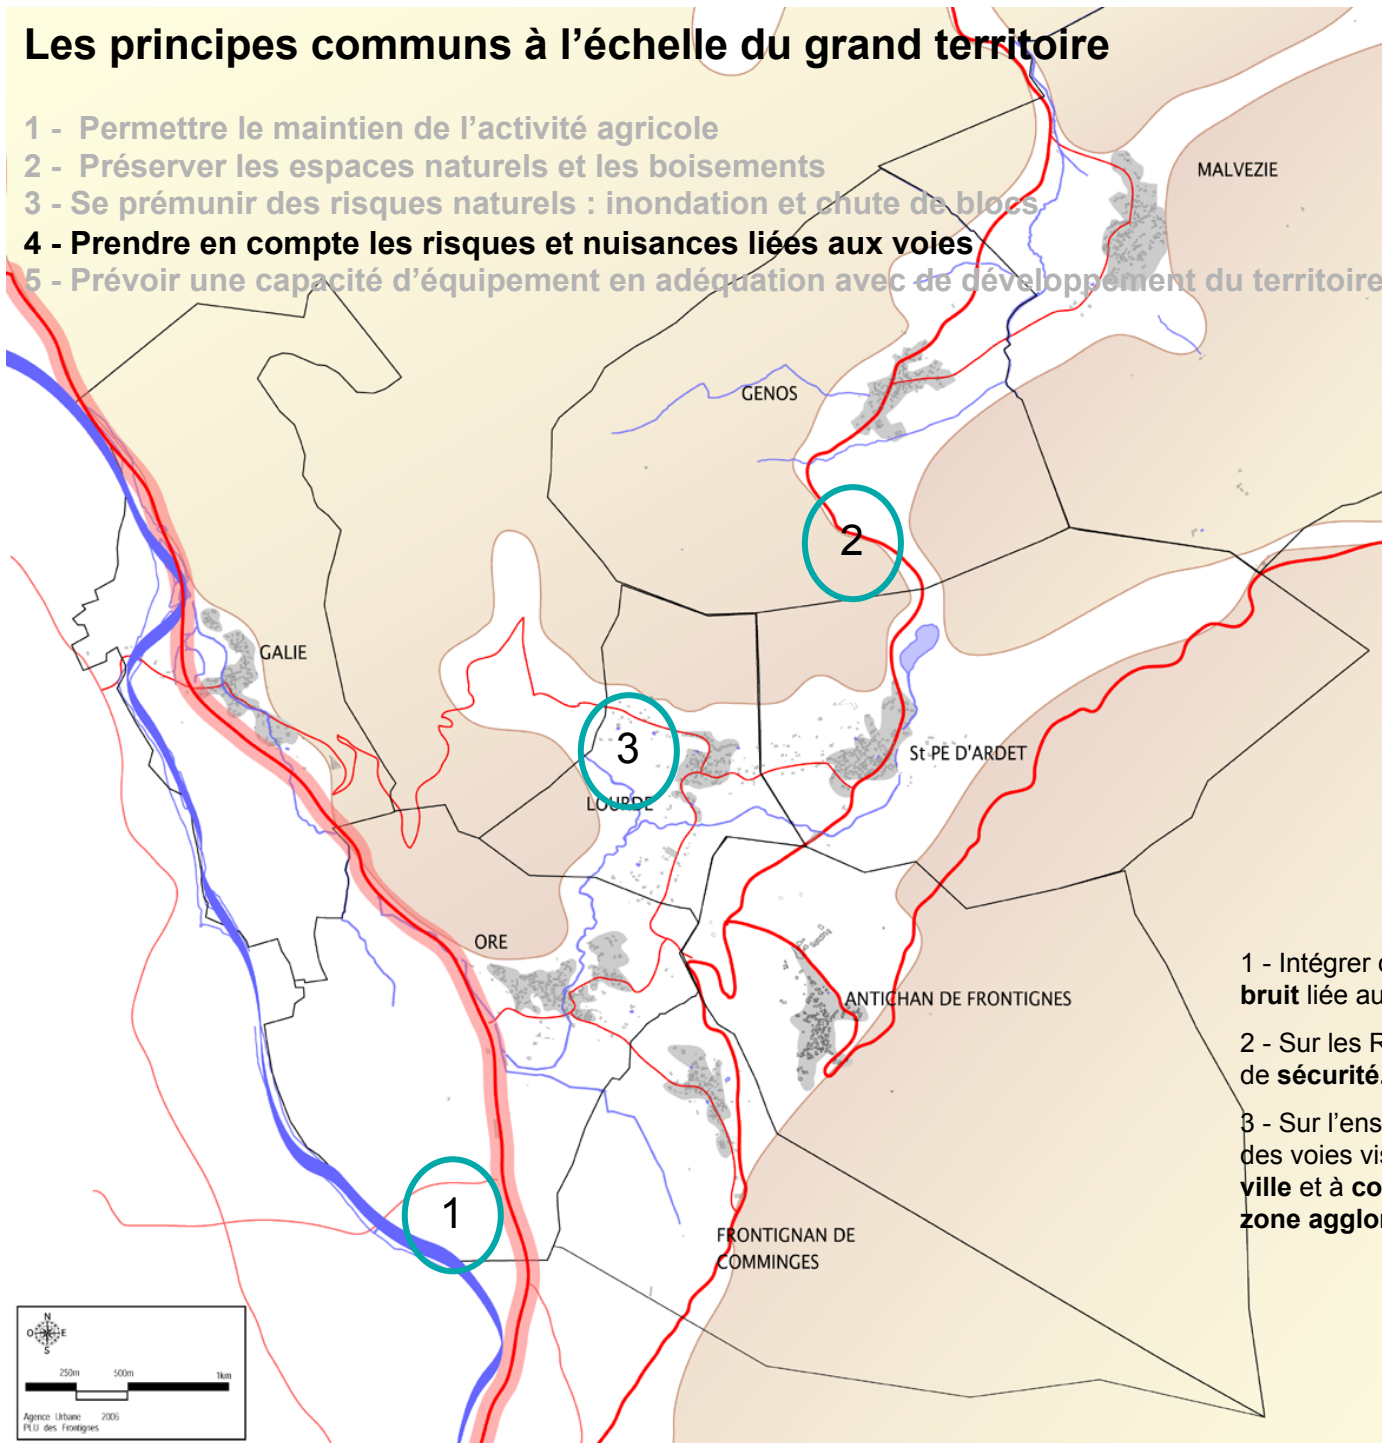 Les principes communs à l’échelle du grand territoire
1 - Permettre le maintien de l’activité agricole
2 - Préserver les espaces naturels et les boisements
3 - Se prémunir des risques naturels : inondation et chute de blocs
4 - Prendre en compte les risques et nuisances liées aux voies
5 - Prévoir une capacité d’équipement en adéquation avec de développement du territoire
MALVEZIE
GENOS
2
GALIE
3
St PE D'ARDET
LOURDE
ORE
ANTICHAN DE FRONTIGNES
1 - Intégrer
bruit liée au
2 - Sur les R
de sécurité.
3 - Sur l’ens
des voies vis
ville et à co
zone agglo
1
FRONTIGNAN DE
COMMINGES
N
O E
S
250m 500m 1km
Agence Urbane 2006
PLU des Frontignes